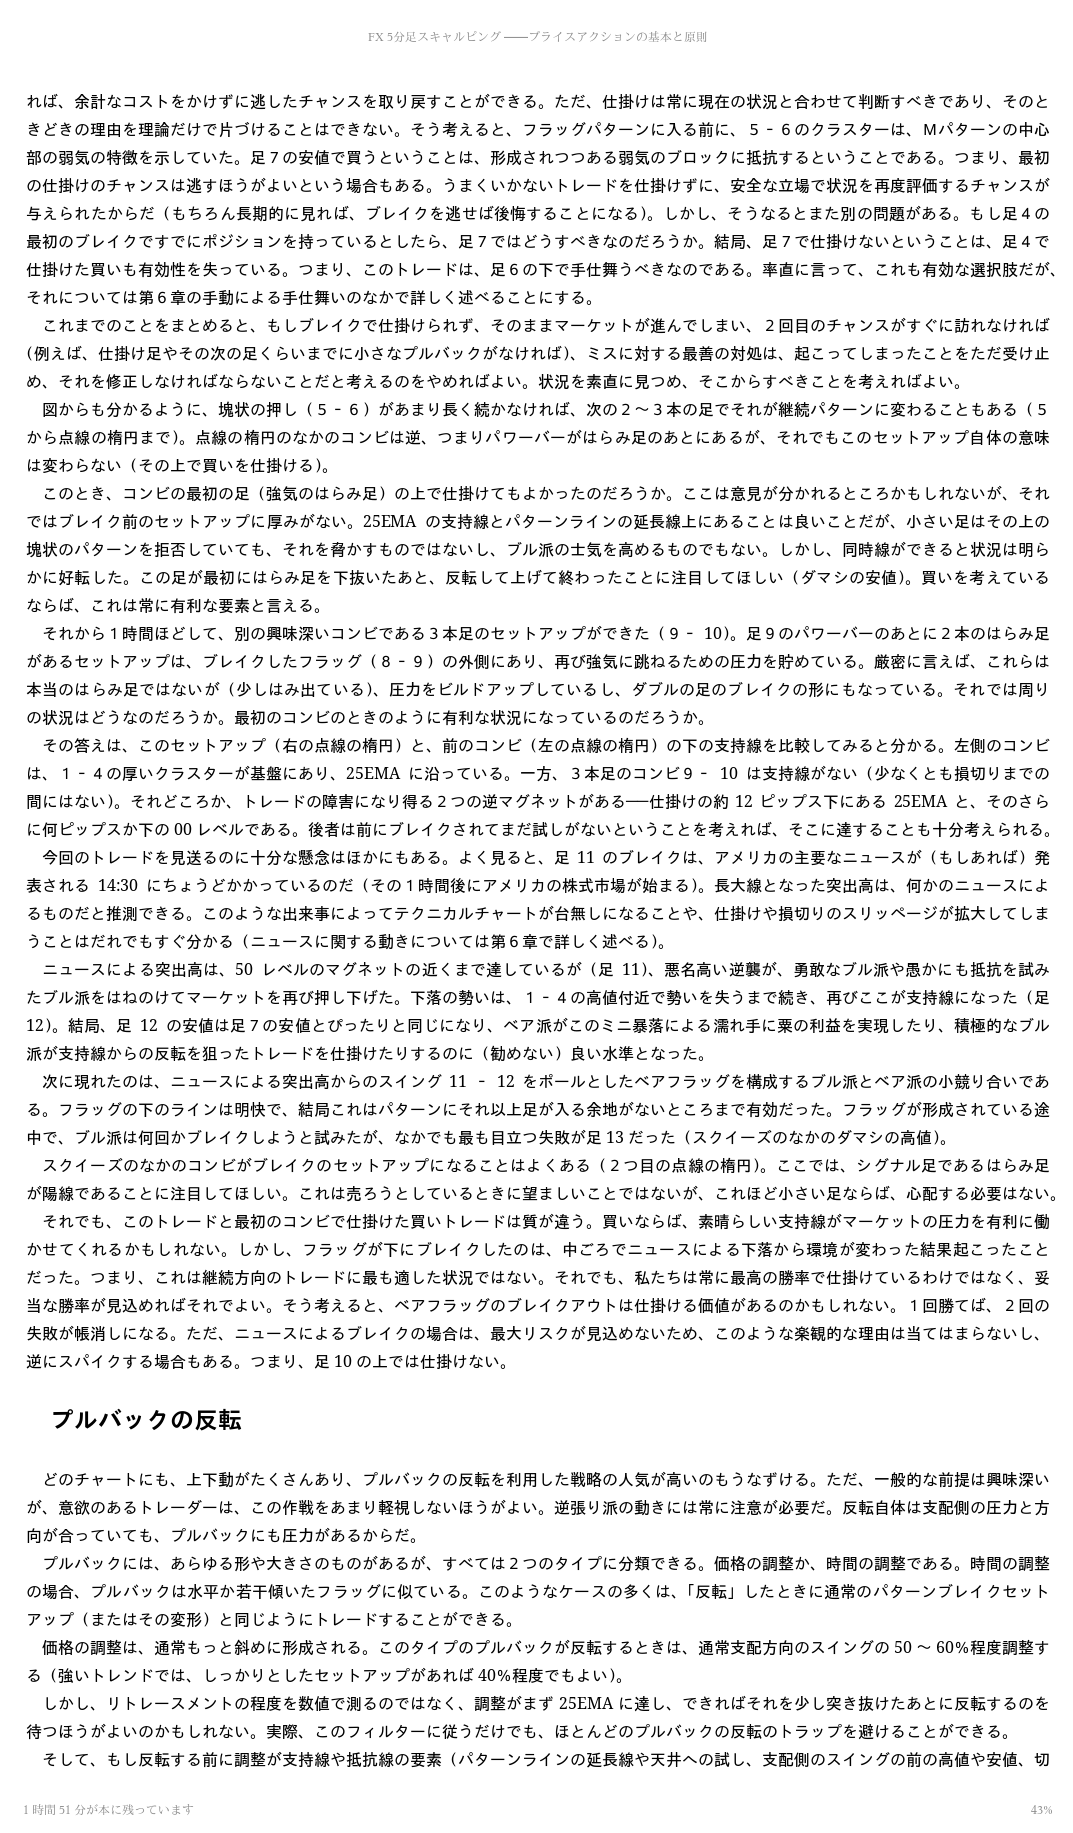 FX 5分足スキャルピング ──プライスアクションの基本と原則
れば、余計なコストをかけずに逃したチャンスを取り戻すことができる。ただ、仕掛けは常に現在の状況と合わせて判断すべきであり、そのと
きどきの理由を理論だけで片づけることはできない。そう考えると、フラッグパターンに入る前に、５‐６のクラスターは、Mパターンの中心
部の弱気の特徴を示していた。足７の安値で買うということは、形成されつつある弱気のブロックに抵抗するということである。つまり、最初
の仕掛けのチャンスは逃すほうがよいという場合もある。うまくいかないトレードを仕掛けずに、安全な立場で状況を再度評価するチャンスが
与えられたからだ（もちろん長期的に見れば、ブレイクを逃せば後悔することになる）。しかし、そうなるとまた別の問題がある。もし足４の
最初のブレイクですでにポジションを持っているとしたら、足７ではどうすべきなのだろうか。結局、足７で仕掛けないということは、足４で
仕掛けた買いも有効性を失っている。つまり、このトレードは、足６の下で手仕舞うべきなのである。率直に言って、これも有効な選択肢だが、
それについては第６章の手動による手仕舞いのなかで詳しく述べることにする。
これまでのことをまとめると、もしブレイクで仕掛けられず、そのままマーケットが進んでしまい、２回目のチャンスがすぐに訪れなければ
（例えば、仕掛け足やその次の足くらいまでに小さなプルバックがなければ）、ミスに対する最善の対処は、起こってしまったことをただ受け止
め、それを修正しなければならないことだと考えるのをやめればよい。状況を素直に見つめ、そこからすべきことを考えればよい。
図からも分かるように、塊状の押し（５‐６）があまり長く続かなければ、次の２～３本の足でそれが継続パターンに変わることもある（５
から点線の楕円まで）。点線の楕円のなかのコンビは逆、つまりパワーバーがはらみ足のあとにあるが、それでもこのセットアップ自体の意味
は変わらない（その上で買いを仕掛ける）。
このとき、コンビの最初の足（強気のはらみ足）の上で仕掛けてもよかったのだろうか。ここは意見が分かれるところかもしれないが、それ
ではブレイク前のセットアップに厚みがない。25EMA の支持線とパターンラインの延長線上にあることは良いことだが、小さい足はその上の
塊状のパターンを拒否していても、それを脅かすものではないし、ブル派の士気を高めるものでもない。しかし、同時線ができると状況は明ら
かに好転した。この足が最初にはらみ足を下抜いたあと、反転して上げて終わったことに注目してほしい（ダマシの安値）。買いを考えている
ならば、これは常に有利な要素と言える。
それから１時間ほどして、別の興味深いコンビである３本足のセットアップができた（９‐ 10）。足９のパワーバーのあとに２本のはらみ足
があるセットアップは、ブレイクしたフラッグ（８‐９）の外側にあり、再び強気に跳ねるための圧力を貯めている。厳密に言えば、これらは
本当のはらみ足ではないが（少しはみ出ている）、圧力をビルドアップしているし、ダブルの足のブレイクの形にもなっている。それでは周り
の状況はどうなのだろうか。最初のコンビのときのように有利な状況になっているのだろうか。
その答えは、このセットアップ（右の点線の楕円）と、前のコンビ（左の点線の楕円）の下の支持線を比較してみると分かる。左側のコンビ
は、１‐４の厚いクラスターが基盤にあり、25EMA に沿っている。一方、３本足のコンビ９‐ 10 は支持線がない（少なくとも損切りまでの
間にはない）。それどころか、トレードの障害になり得る２つの逆マグネットがある──仕掛けの約 12 ピップス下にある 25EMA と、そのさら
に何ピップスか下の 00 レベルである。後者は前にブレイクされてまだ試しがないということを考えれば、そこに達することも十分考えられる。
今回のトレードを見送るのに十分な懸念はほかにもある。よく見ると、足 11 のブレイクは、アメリカの主要なニュースが（もしあれば）発
表される 14:30 にちょうどかかっているのだ（その１時間後にアメリカの株式市場が始まる）。長大線となった突出高は、何かのニュースによ
るものだと推測できる。このような出来事によってテクニカルチャートが台無しになることや、仕掛けや損切りのスリッページが拡大してしま
うことはだれでもすぐ分かる（ニュースに関する動きについては第６章で詳しく述べる）。
ニュースによる突出高は、50 レベルのマグネットの近くまで達しているが（足 11）、悪名高い逆襲が、勇敢なブル派や愚かにも抵抗を試み
たブル派をはねのけてマーケットを再び押し下げた。下落の勢いは、１‐４の高値付近で勢いを失うまで続き、再びここが支持線になった（足
12）。結局、足 12 の安値は足７の安値とぴったりと同じになり、ベア派がこのミニ暴落による濡れ手に粟の利益を実現したり、積極的なブル
派が支持線からの反転を狙ったトレードを仕掛けたりするのに（勧めない）良い水準となった。
次に現れたのは、ニュースによる突出高からのスイング 11 ‐ 12 をポールとしたベアフラッグを構成するブル派とベア派の小競り合いであ
る。フラッグの下のラインは明快で、結局これはパターンにそれ以上足が入る余地がないところまで有効だった。フラッグが形成されている途
中で、ブル派は何回かブレイクしようと試みたが、なかでも最も目立つ失敗が足 13 だった（スクイーズのなかのダマシの高値）。
スクイーズのなかのコンビがブレイクのセットアップになることはよくある（２つ目の点線の楕円）。ここでは、シグナル足であるはらみ足
が陽線であることに注目してほしい。これは売ろうとしているときに望ましいことではないが、これほど小さい足ならば、心配する必要はない。
それでも、このトレードと最初のコンビで仕掛けた買いトレードは質が違う。買いならば、素晴らしい支持線がマーケットの圧力を有利に働
かせてくれるかもしれない。しかし、フラッグが下にブレイクしたのは、中ごろでニュースによる下落から環境が変わった結果起こったこと
だった。つまり、これは継続方向のトレードに最も適した状況ではない。それでも、私たちは常に最高の勝率で仕掛けているわけではなく、妥
当な勝率が見込めればそれでよい。そう考えると、ベアフラッグのブレイクアウトは仕掛ける価値があるのかもしれない。１回勝てば、２回の
失敗が帳消しになる。ただ、ニュースによるブレイクの場合は、最大リスクが見込めないため、このような楽観的な理由は当てはまらないし、
逆にスパイクする場合もある。つまり、足 10 の上では仕掛けない。
プルバックの反転
どのチャートにも、上下動がたくさんあり、プルバックの反転を利用した戦略の人気が高いのもうなずける。ただ、一般的な前提は興味深い
が、意欲のあるトレーダーは、この作戦をあまり軽視しないほうがよい。逆張り派の動きには常に注意が必要だ。反転自体は支配側の圧力と方
向が合っていても、プルバックにも圧力があるからだ。
プルバックには、あらゆる形や大きさのものがあるが、すべては２つのタイプに分類できる。価格の調整か、時間の調整である。時間の調整
の場合、プルバックは水平か若干傾いたフラッグに似ている。このようなケースの多くは、「反転」したときに通常のパターンブレイクセット
アップ（またはその変形）と同じようにトレードすることができる。
価格の調整は、通常もっと斜めに形成される。このタイプのプルバックが反転するときは、通常支配方向のスイングの 50 ～ 60％程度調整す
る（強いトレンドでは、しっかりとしたセットアップがあれば 40％程度でもよい）。
しかし、リトレースメントの程度を数値で測るのではなく、調整がまず 25EMA に達し、できればそれを少し突き抜けたあとに反転するのを
待つほうがよいのかもしれない。実際、このフィルターに従うだけでも、ほとんどのプルバックの反転のトラップを避けることができる。
そして、もし反転する前に調整が支持線や抵抗線の要素（パターンラインの延長線や天井への試し、支配側のスイングの前の高値や安値、切
1 時間 51 分が本に残っています
43%